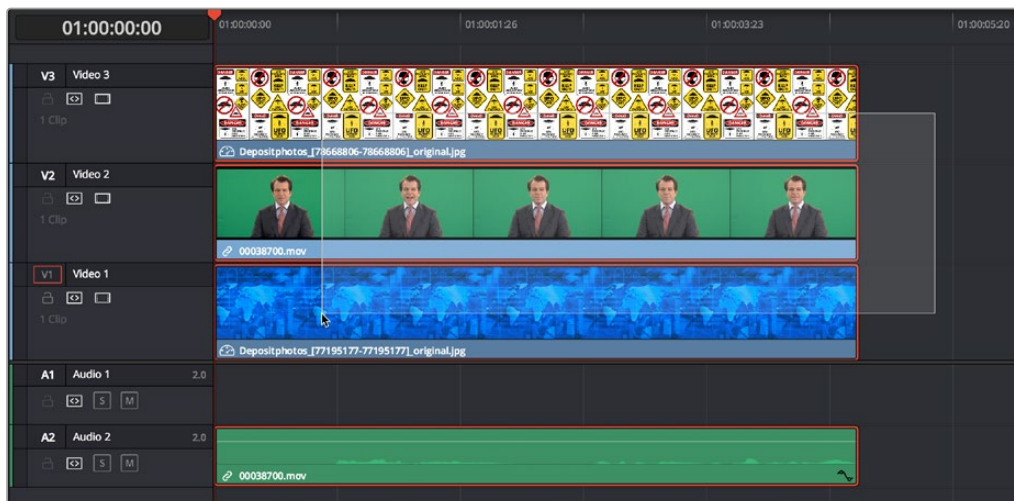 01:00:00:00
01:00:00:00 01:00:01:26 01:00:03:23 01:00:05:20
V3 Video 3
1 Clip
Depositphotos_[78668806-78668806]_original.jpg
V2 Video 2
1 Clip
00038700.mov
V1 Video 1
1 Clip
Depositphotos_[77195177-77195177]_original.jpg
A1 Audio 1 2.0
S M
A2 Audio 2 2.0
S M
00038700.mov